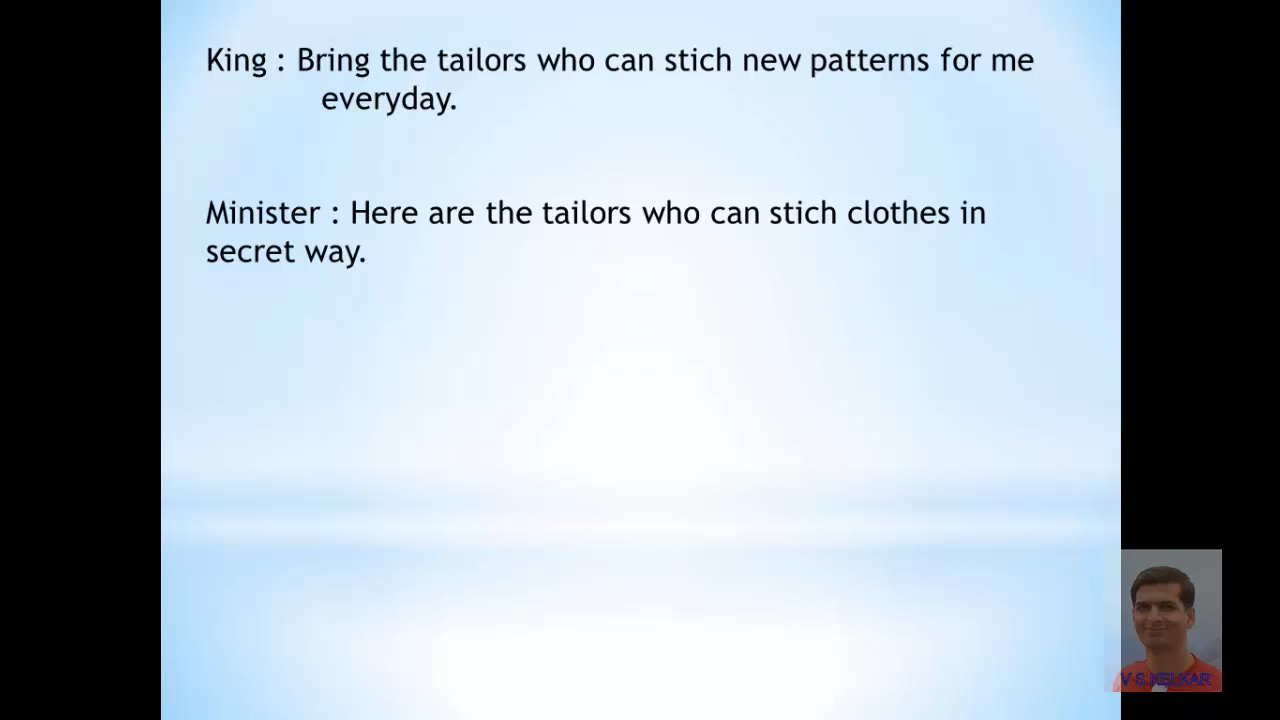 King : Bring the tailors who can stich new patterns for me
everyday.
Minister : Here are the tailors who can stich clothes in
secret way.
V S KELKAR